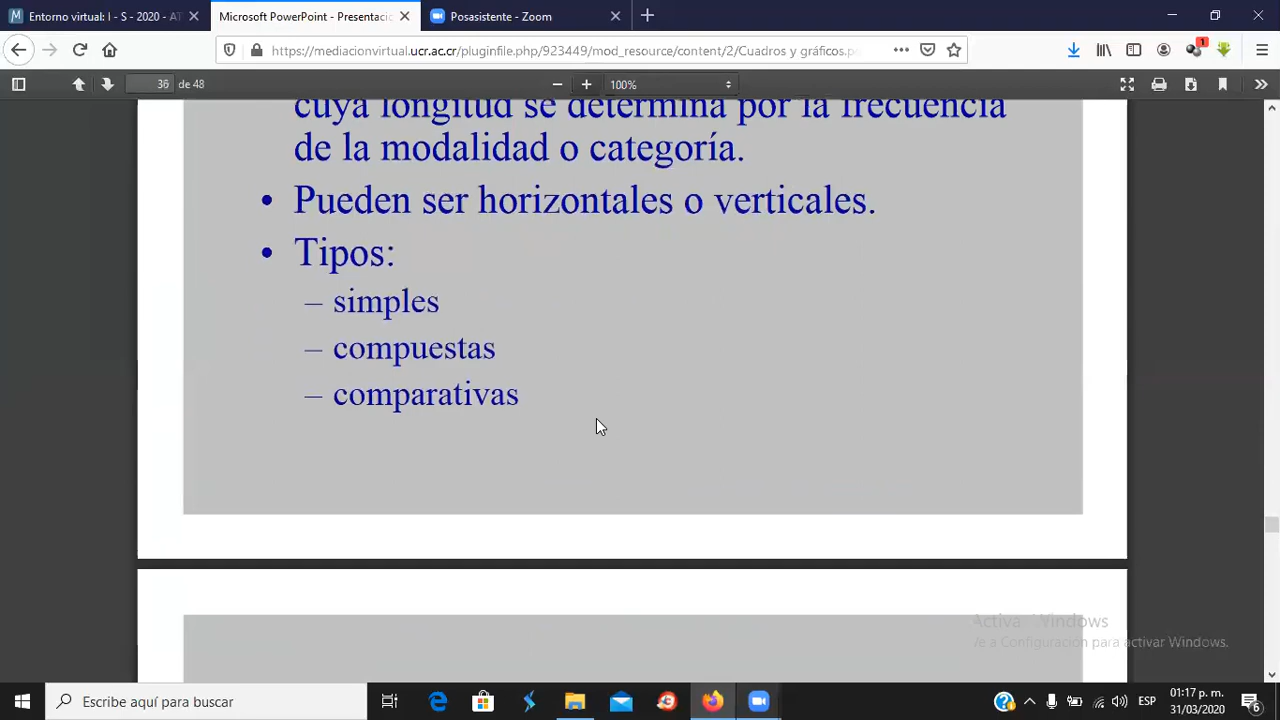 Entorno virtual: I - S - 2020 - AT
Microsoft PowerPoint - Presentació
Posasistente - Zoom
https://mediacionvirtual.ucr.ac.cr/pluginfile.php/923449/mod_resource/content/2/Cuadros y gráficos.p
36 de 48
100%
cuya longitud se determina por la frecuencia
de la modalidad o categoría.
• Pueden ser horizontales o verticales.
• Tipos:
– simples
– compuestas
– comparativas
Activar Windows
Ve a Configuración para activar Windows.
Escribe aquí para buscar
ESP
01:17 p. m.
31/03/2020
6
1